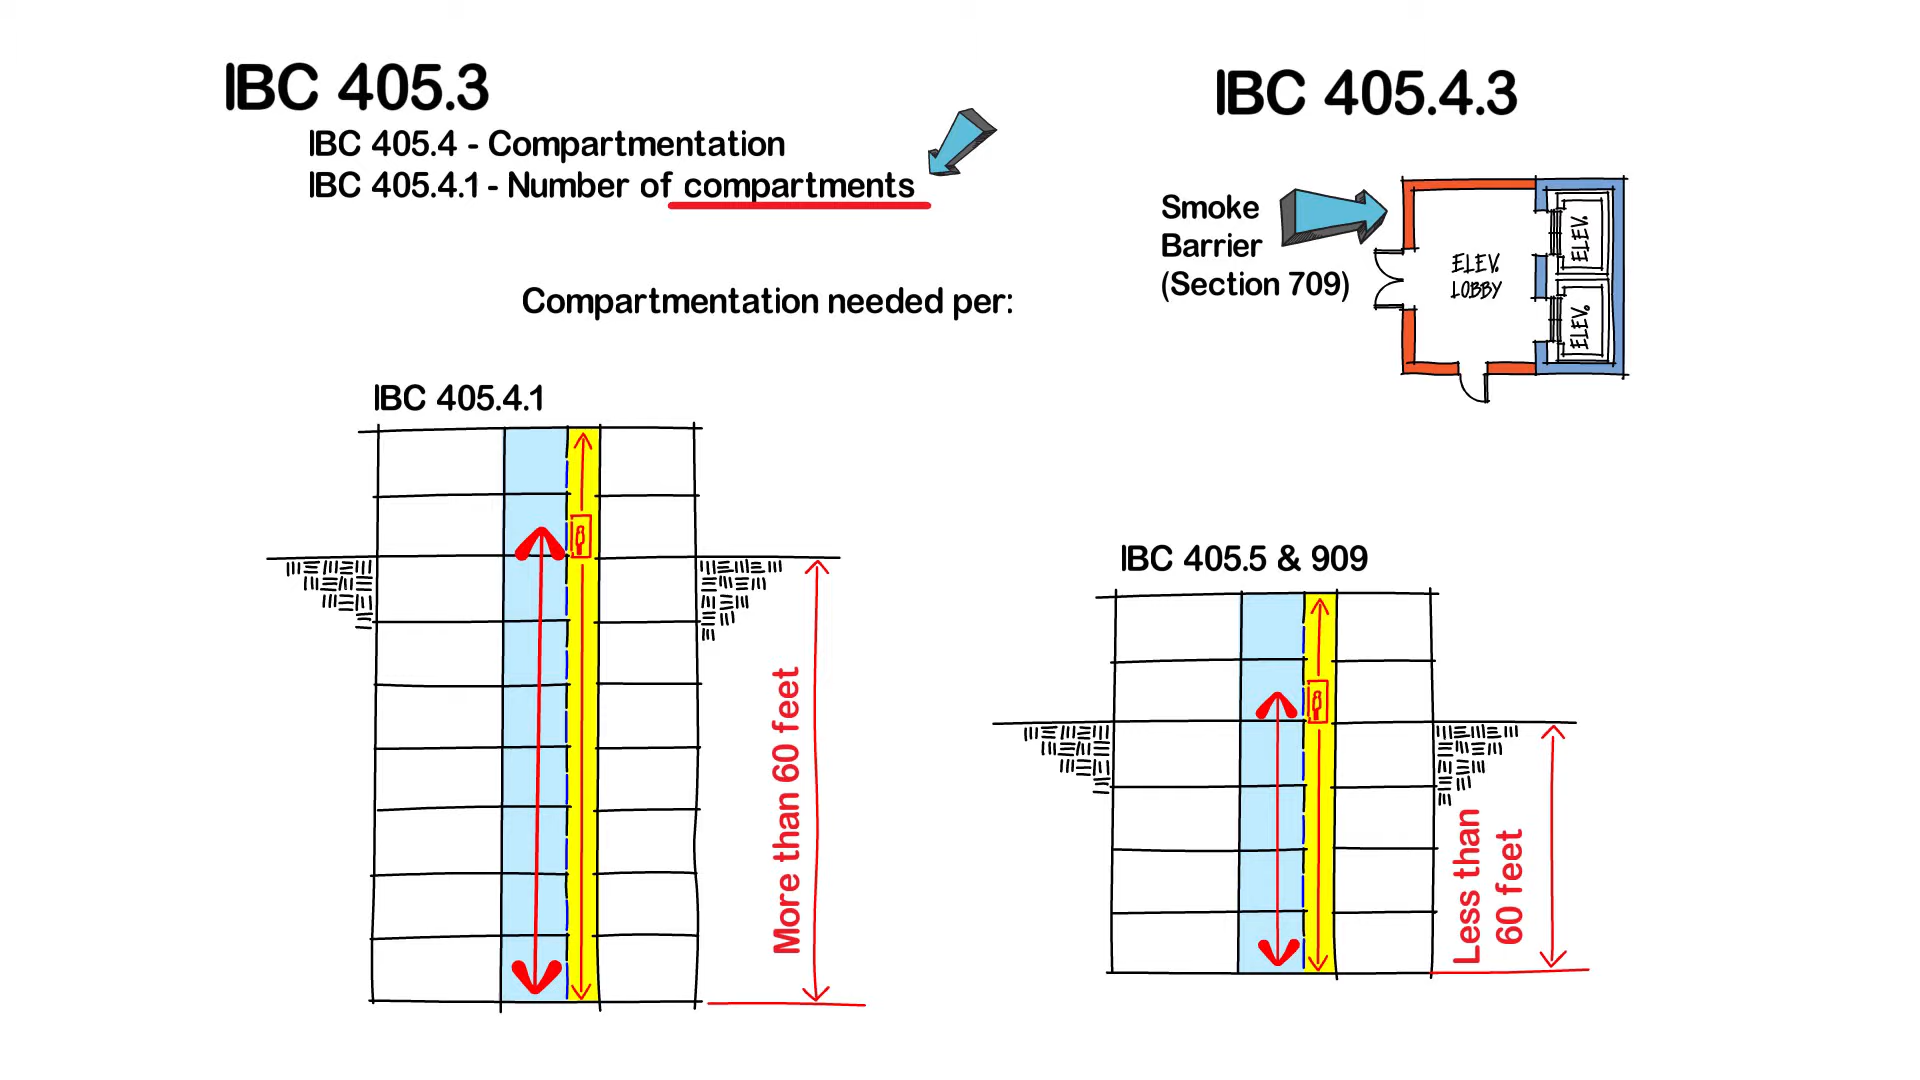 IBC 405.3
IBC 405.4 - Compartmentation
IBC 405.4.1 - Number of compartments
IBC 405.4.3
Smoke
Barrier
(Section 709)
ELEV.
LOBBY
ELEV.
ELEV.
Compartmentation needed per:
IBC 405.4.1
More than 60 feet
IBC 405.5 & 909
Less than
60 feet